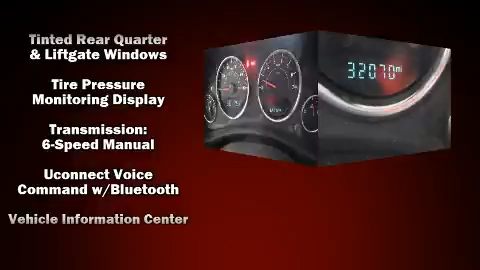 Tinted Rear Quarter
& Liftgate Windows
Tire Pressure
Monitoring Display
Transmission:
6-Speed Manual
Uconnect Voice
Command w/Bluetooth
Vehicle Information Center
32070mi